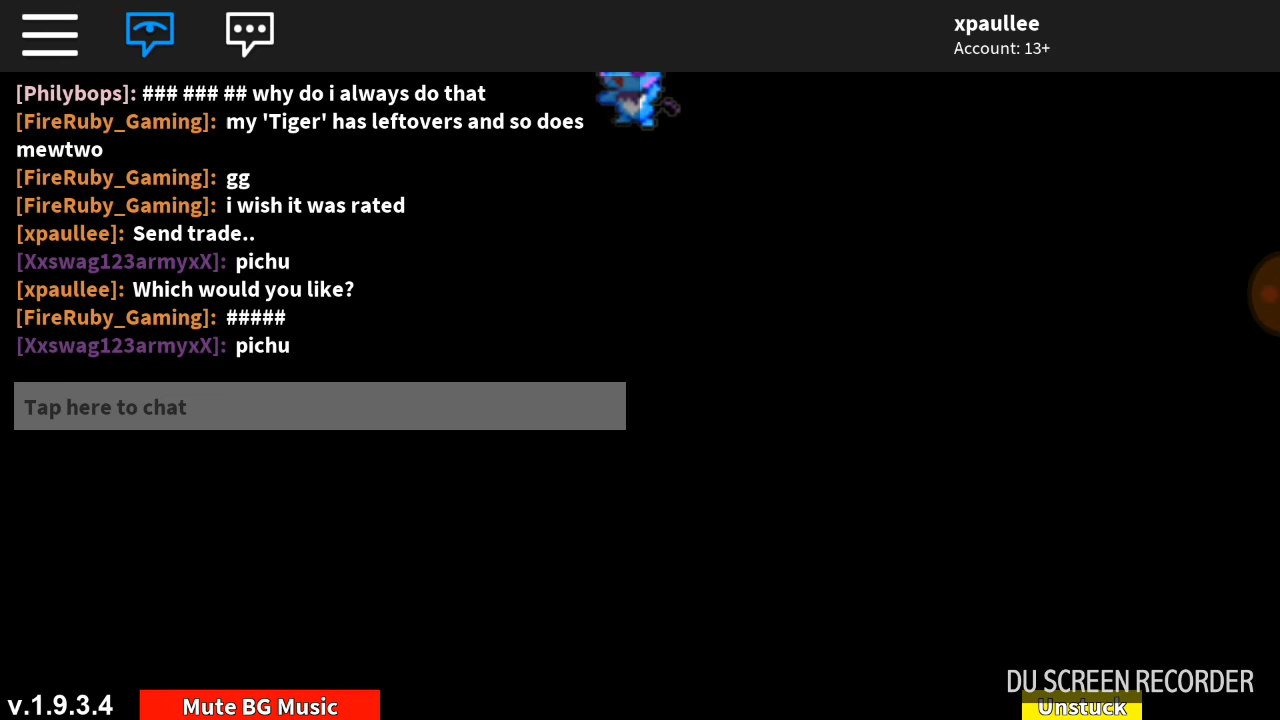 xpaullee
Account: 13+
[Philybops]: ### ### ## why do i always do that
[FireRuby_Gaming]: my 'Tiger' has leftovers and so does
mewtwo
[FireRuby_Gaming]: gg
[FireRuby_Gaming]: i wish it was rated
[xpaullee]: Send trade..
[Xxswag123armyxX]: pichu
[xpaullee]: Which would you like?
[FireRuby_Gaming]: #####
[Xxswag123armyxX]: pichu
Tap here to chat
DU SCREEN RECORDER
v.1.9.3.4
Mute BG Music
Unstuck